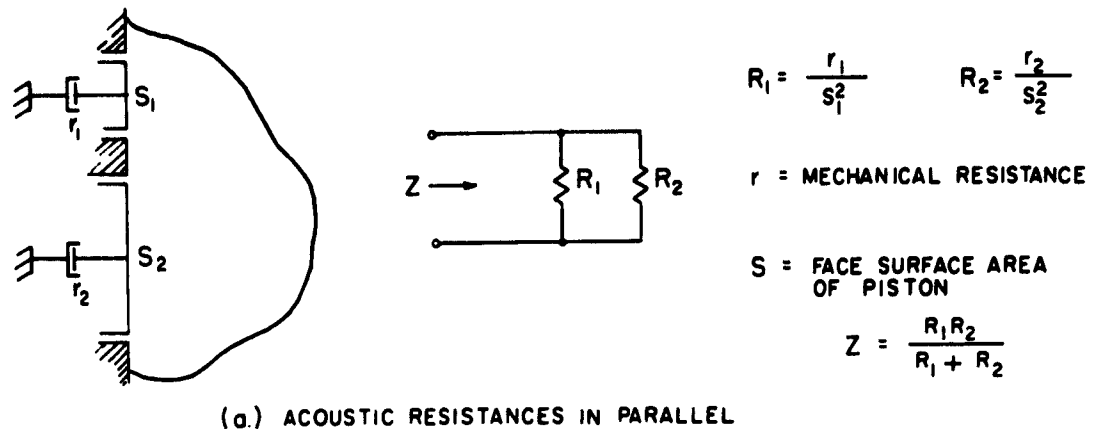 S₁
r₁
S₂
r₂
Z
R₁
R₂
R₁ = r₁ / S₁²
R₂ = r₂ / S₂²
r = MECHANICAL RESISTANCE
S = FACE SURFACE AREA
OF PISTON
Z = R₁R₂ / R₁ + R₂
(a.) ACOUSTIC RESISTANCES IN PARALLEL